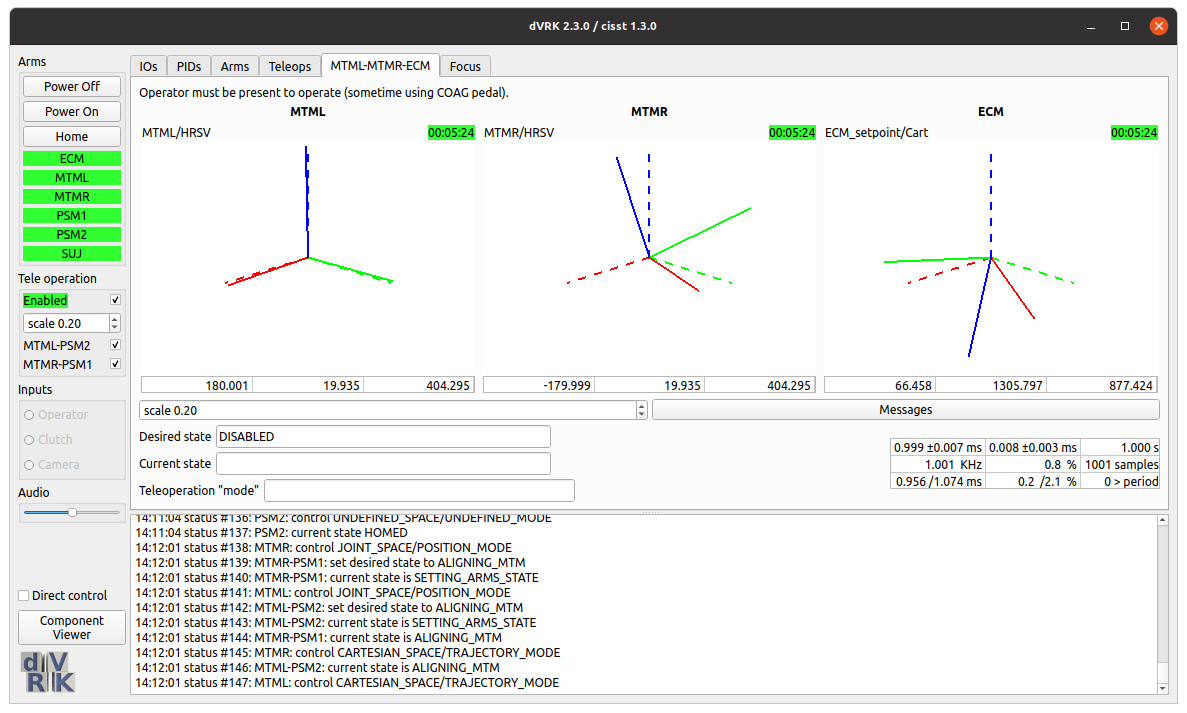 dVRK 2.3.0 / cisst 1.3.0
Arms
Power Off
Power On
Home
ECM
MTML
MTMR
PSM1
PSM2
SUJ
Tele operation
Enabled
scale 0.20
MTML-PSM2
MTMR-PSM1
Inputs
Operator
Clutch
Camera
Audio
Direct control
Component
Viewer
dVRK
IOs PIDs Arms Teleops MTML-MTMR-ECM Focus
Operator must be present to operate (sometime using COAG pedal).
MTML MTMR ECM
MTML/HRSV 00:05:24 MTMR/HRSV 00:05:24 ECM_setpoint/Cart 00:05:24
180.001 19.935 404.295 -179.999 19.935 404.295 66.458 1305.797 877.424
scale 0.20 Messages
Desired state DISABLED
Current state
Teleoperation "mode"
0.999 ±0.007 ms 0.008 ±0.003 ms 1.000 s
1.001 KHz 0.8 % 1001 samples
0.956 /1.074 ms 0.2 /2.1 % 0 > period
14:11:04 status #136: PSM2: control UNDEFINED_SPACE/UNDEFINED_MODE
14:11:04 status #137: PSM2: current state HOMED
14:12:01 status #138: MTMR: control JOINT_SPACE/POSITION_MODE
14:12:01 status #139: MTMR-PSM1: set desired state to ALIGNING_MTM
14:12:01 status #140: MTMR-PSM1: current state is SETTING_ARMS_STATE
14:12:01 status #141: MTML: control JOINT_SPACE/POSITION_MODE
14:12:01 status #142: MTML-PSM2: set desired state to ALIGNING_MTM
14:12:01 status #143: MTML-PSM2: current state is SETTING_ARMS_STATE
14:12:01 status #144: MTMR-PSM1: current state is ALIGNING_MTM
14:12:01 status #145: MTMR: control CARTESIAN_SPACE/TRAJECTORY_MODE
14:12:01 status #146: MTML-PSM2: current state is ALIGNING_MTM
14:12:01 status #147: MTML: control CARTESIAN_SPACE/TRAJECTORY_MODE